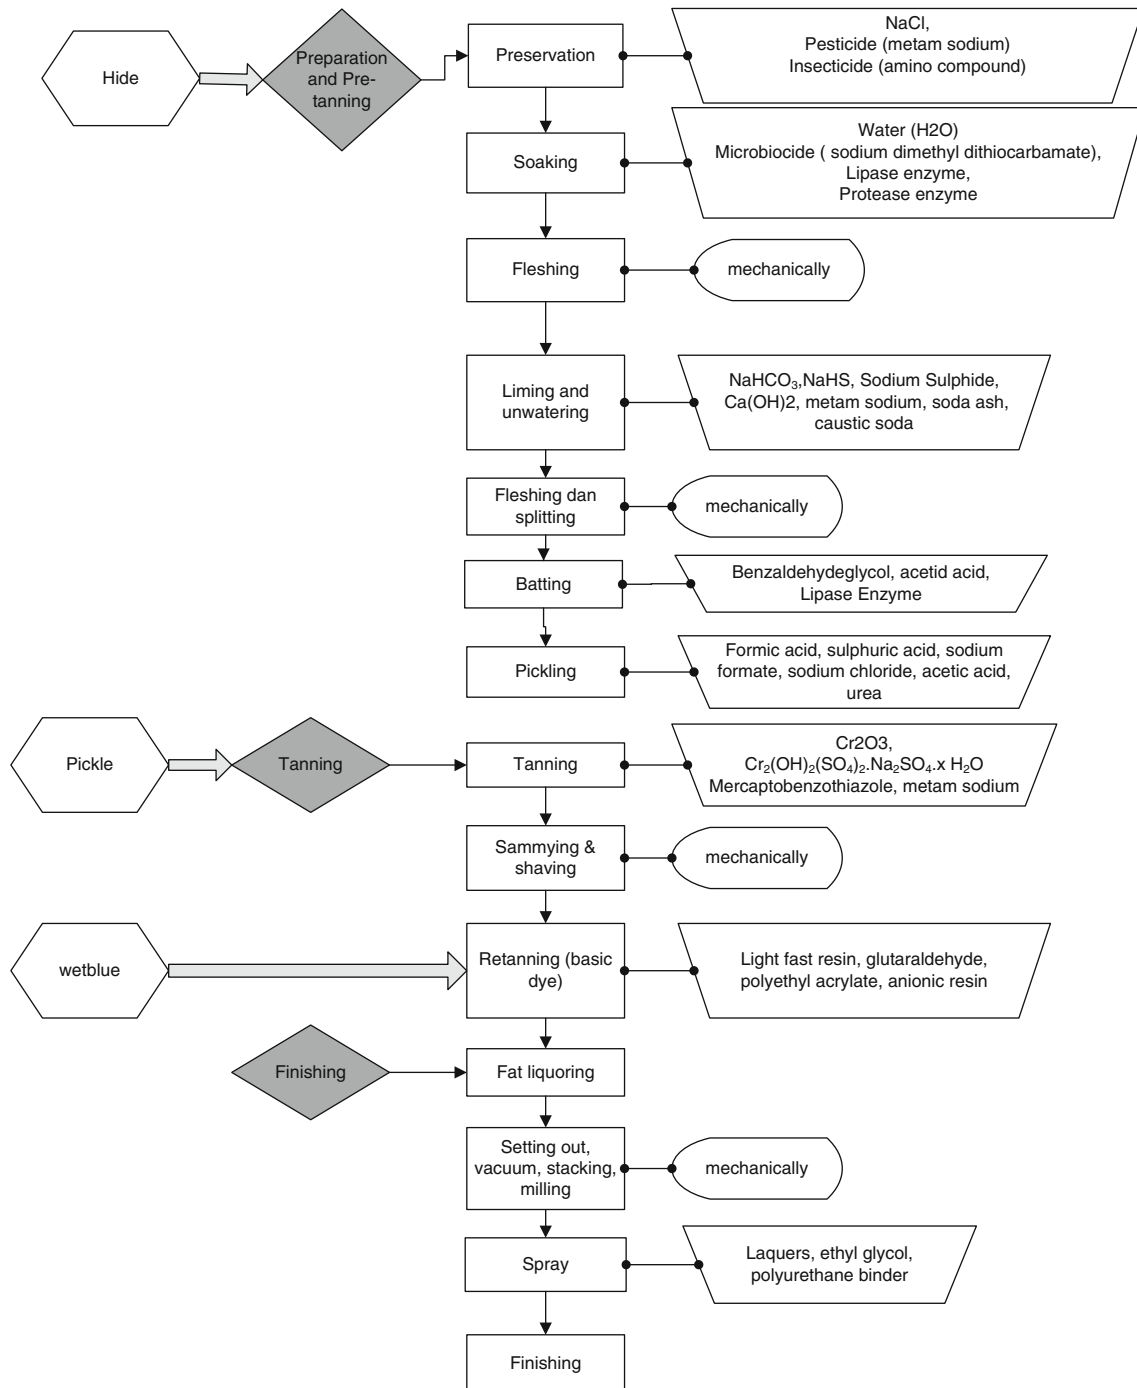 Hide
Preparation
and Pre-
tanning
Preservation
NaCl,
Pesticide (metam sodium)
Insecticide (amino compound)
Soaking
Water (H2O)
Microbiocide ( sodium dimethyl dithiocarbamate),
Lipase enzyme,
Protease enzyme
Fleshing
mechanically
Liming and
unwatering
NaHCO₃,NaHS, Sodium Sulphide,
Ca(OH)2, metam sodium, soda ash,
caustic soda
Fleshing dan
splitting
mechanically
Batting
Benzaldehydeglycol, acetid acid,
Lipase Enzyme
Pickling
Formic acid, sulphuric acid, sodium
formate, sodium chloride, acetic acid,
urea
Pickle
Tanning
Tanning
Cr2O3,
Cr₂(OH)₂(SO₄)₂.Na₂SO₄.x H₂O
Mercaptobenzothiazole, metam sodium
Sammying &
shaving
mechanically
wetblue
Retanning (basic
dye)
Light fast resin, glutaraldehyde,
polyethyl acrylate, anionic resin
Finishing
Fat liquoring
Setting out,
vacuum, stacking,
milling
mechanically
Spray
Laquers, ethyl glycol,
polyurethane binder
Finishing